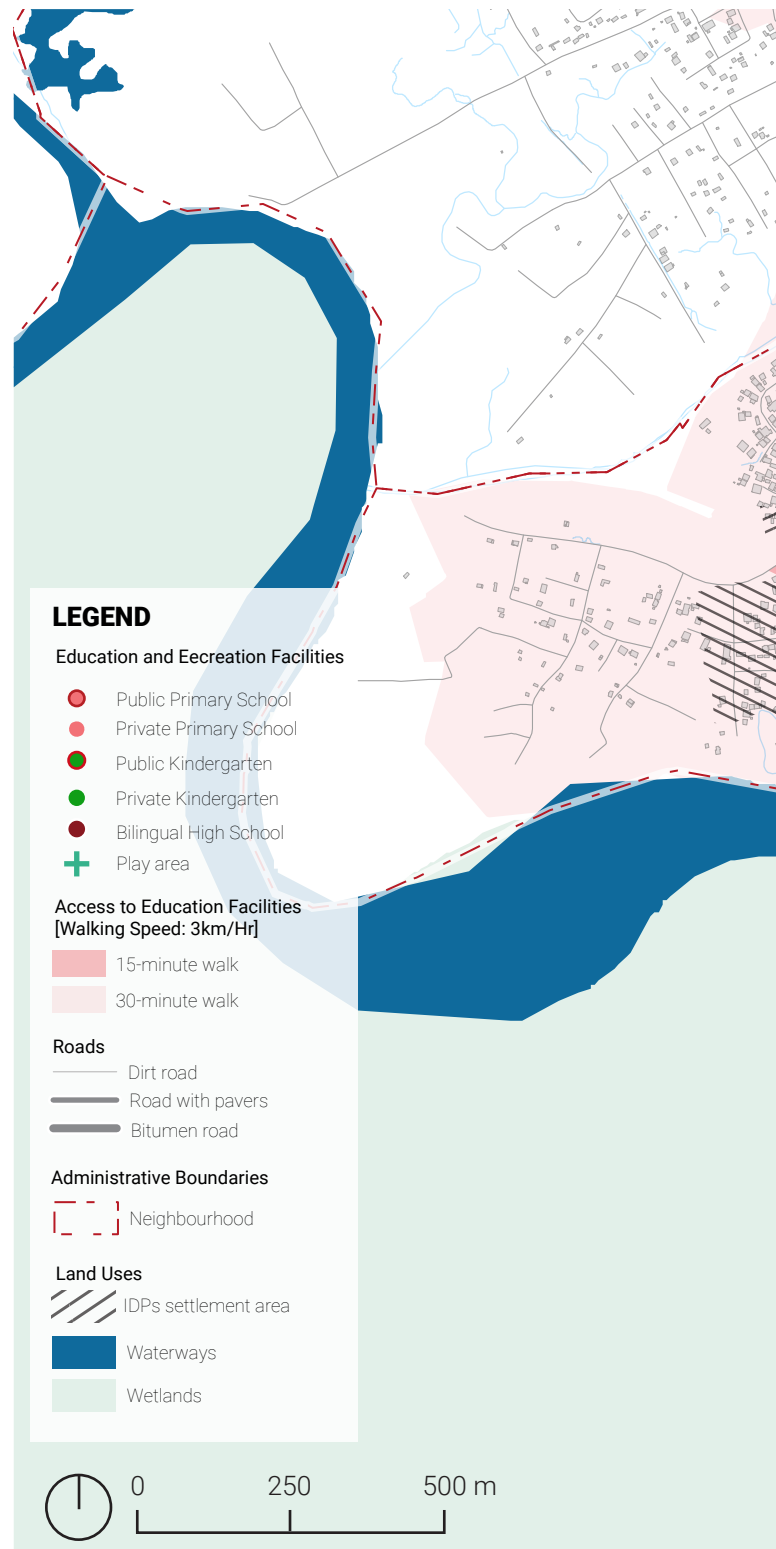 LEGEND
Education and Eecreation Facilities
Public Primary School
Private Primary School
Public Kindergarten
Private Kindergarten
Bilingual High School
Play area
Access to Education Facilities
[Walking Speed: 3km/Hr]
15-minute walk
30-minute walk
Roads
Dirt road
Road with pavers
Bitumen road
Administrative Boundaries
Neighbourhood
Land Uses
IDPs settlement area
Waterways
Wetlands
0 250 500 m